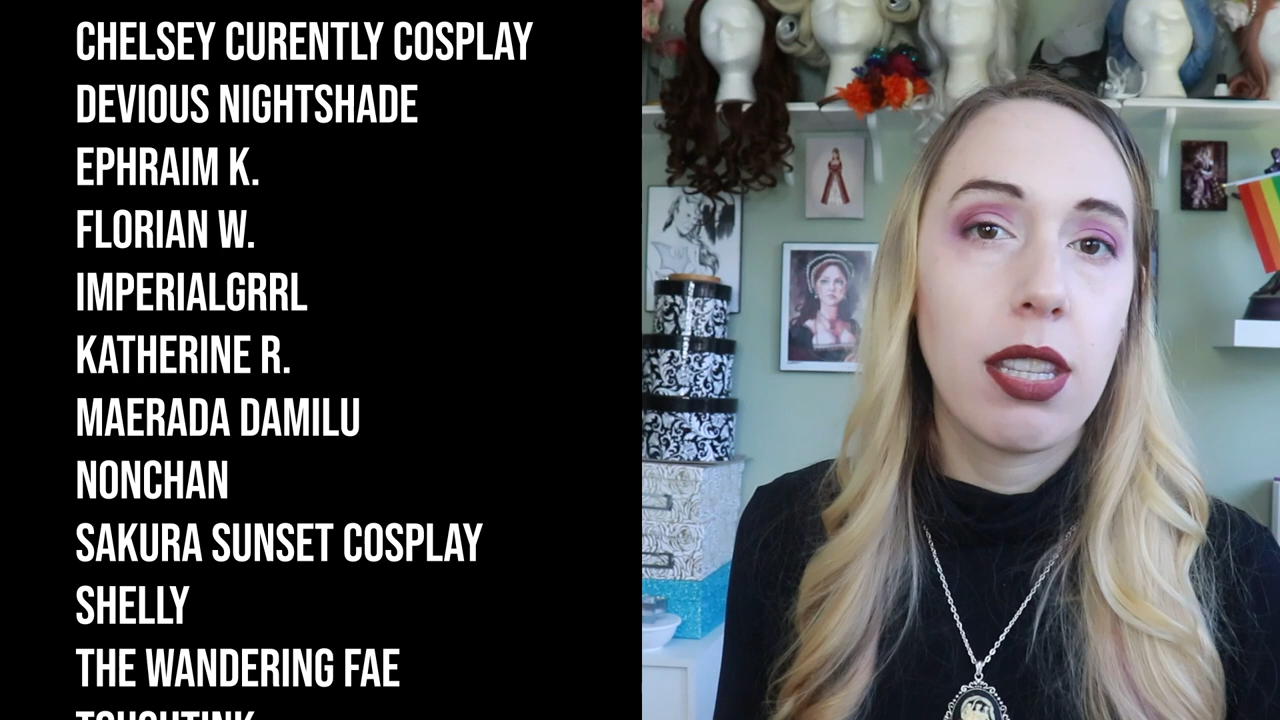 CHELSEY CURENTLY COSPLAY
DEVIOUS NIGHTSHADE
EPHRAIM K.
FLORIAN W.
IMPERIALGRRL
KATHERINE R.
MAERADA DAMILU
NONCHAN
SAKURA SUNSET COSPLAY
SHELLY
THE WANDERING FAE